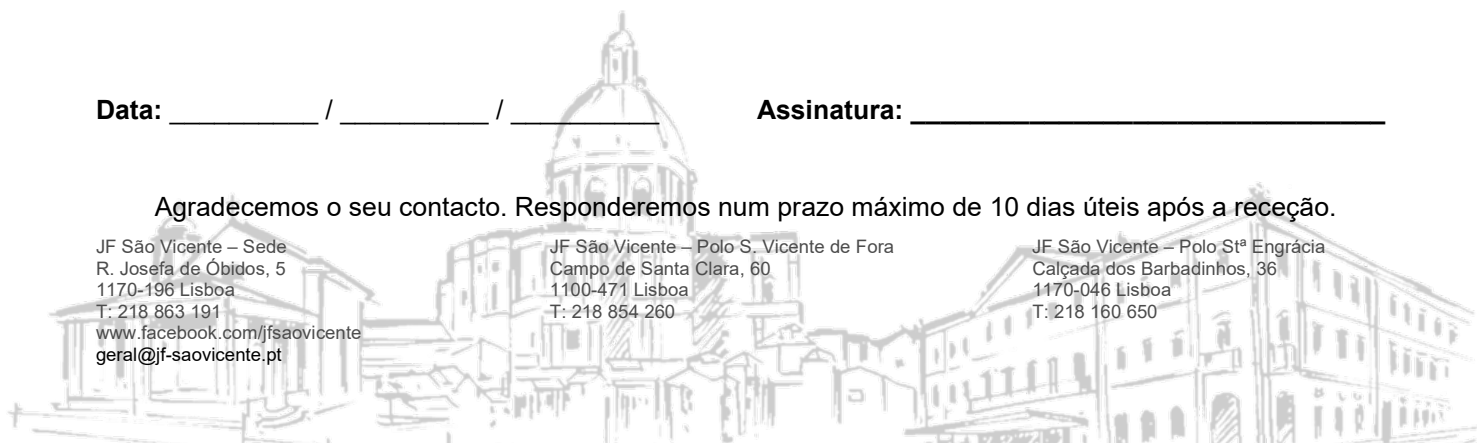 Data: __________ / __________ / __________ Assinatura: ________________________________
Agradecemos o seu contacto. Responderemos num prazo máximo de 10 dias úteis após a receção.
JF São Vicente – Sede
R. Josefa de Óbidos, 5
1170-196 Lisboa
T: 218 863 191
www.facebook.com/jfsaovicente
geral@jf-saovicente.pt
JF São Vicente – Polo S. Vicente de Fora
Campo de Santa Clara, 60
1100-471 Lisboa
T: 218 854 260
JF São Vicente – Polo Stª Engrácia
Calçada dos Barbadinhos, 36
1170-046 Lisboa
T: 218 160 650